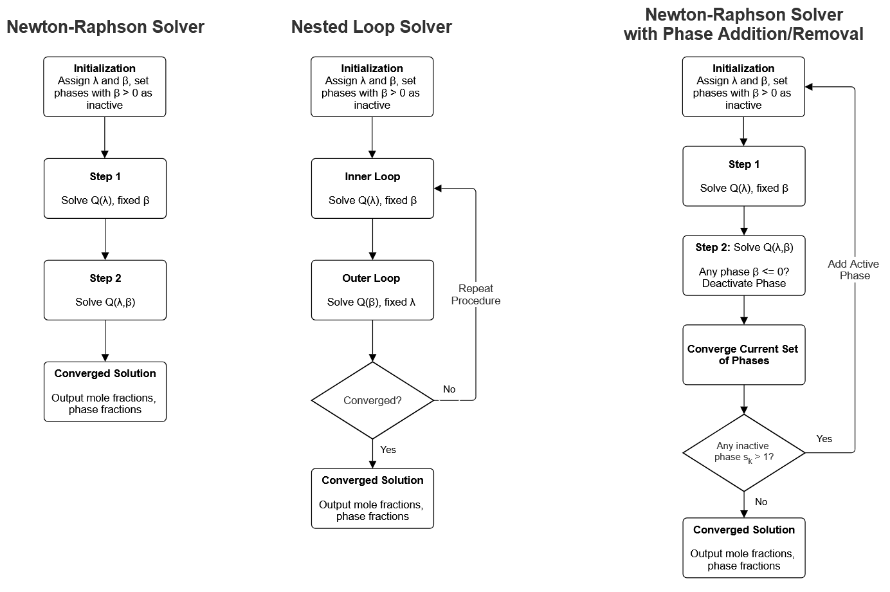 Newton-Raphson Solver
Initialization
Assign λ and β, set
phases with β > 0 as
inactive
Step 1
Solve Q(λ), fixed β
Step 2
Solve Q(λ,β)
Converged Solution
Output mole fractions,
phase fractions
Nested Loop Solver
Initialization
Assign λ and β, set
phases with β > 0 as
inactive
Inner Loop
Solve Q(λ), fixed β
Outer Loop
Solve Q(β), fixed λ
Repeat
Procedure
Converged?
No
Yes
Converged Solution
Output mole fractions,
phase fractions
Newton-Raphson Solver
with Phase Addition/Removal
Initialization
Assign λ and β, set
phases with β > 0 as
inactive
Step 1
Solve Q(λ), fixed β
Step 2: Solve Q(λ,β)
Any phase β <= 0?
Deactivate Phase
Add Active
Phase
Converge Current Set
of Phases
Any inactive
phase sₖ > 1?
Yes
No
Converged Solution
Output mole fractions,
phase fractions